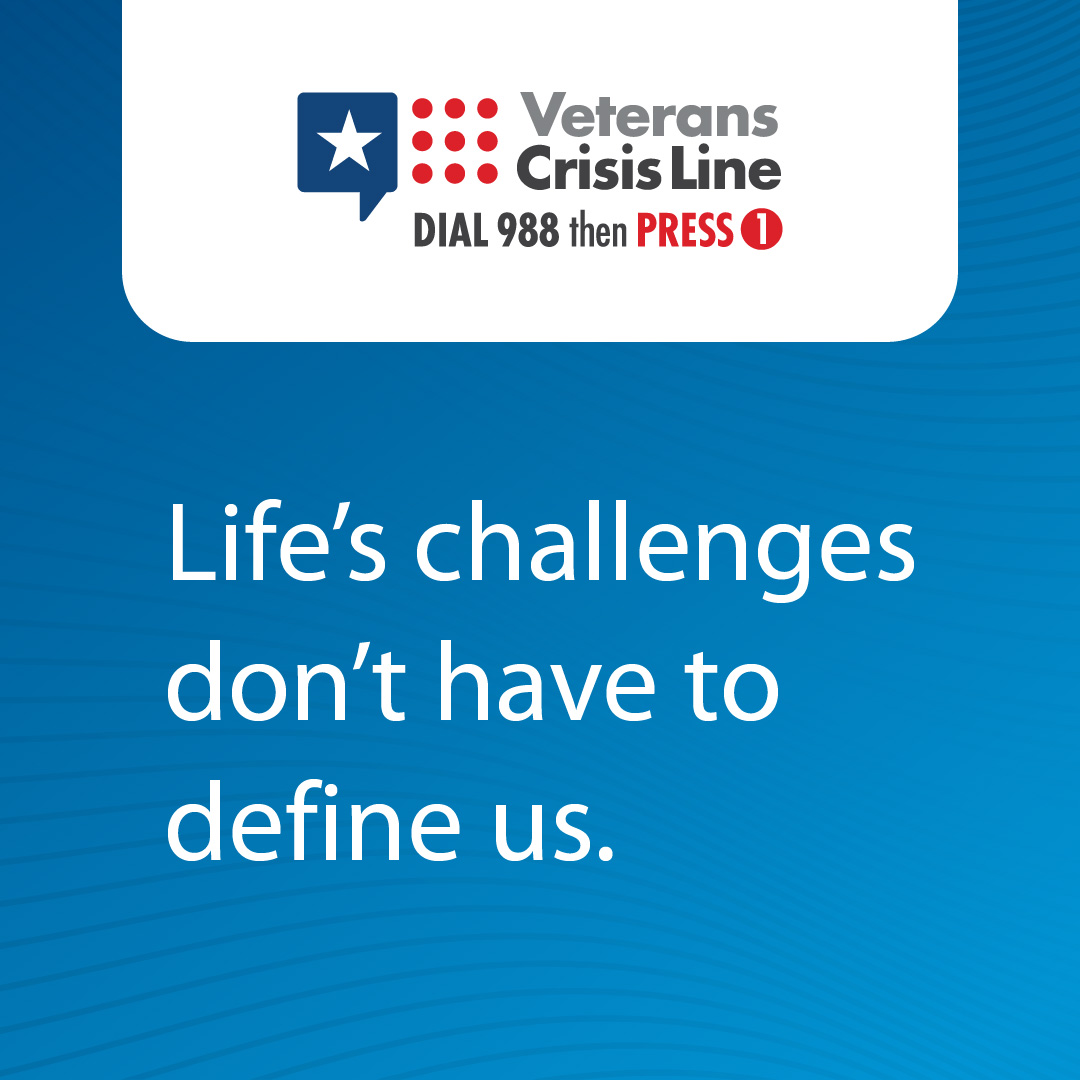 Veterans
Crisis Line
DIAL 988 then PRESS 1
Life’s challenges
don’t have to
define us.